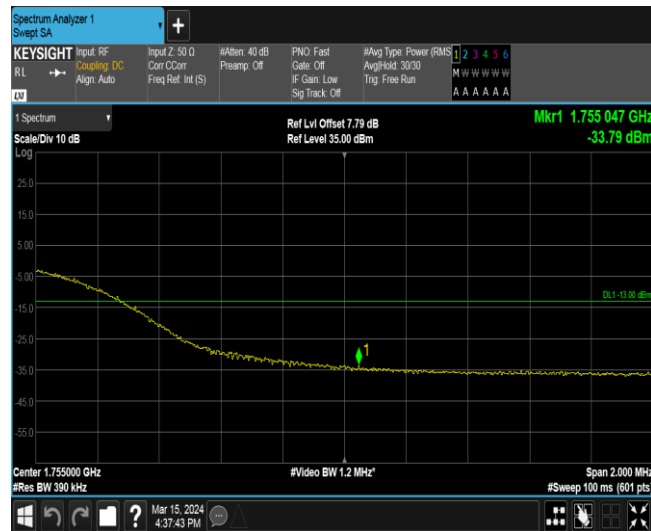 Spectrum Analyzer 1
Swept SA
+
KEYSIGHT
RL
LXI
Input: RF
Coupling: DC
Align: Auto
Input Z: 50 Ω
Corr CCorr
Freq Ref: Int (S)
#Atten: 40 dB
Preamp: Off
PNO: Fast
Gate: Off
IF Gain: Low
Sig Track: Off
#Avg Type: Power (RMS
Avg|Hold: 30/30
Trig: Free Run
1 2 3 4 5 6
M W W W W W
A A A A A A
1 Spectrum
Scale/Div 10 dB
Log
Ref Lvl Offset 7.79 dB
Ref Level 35.00 dBm
Mkr1 1.755 047 GHz
-33.79 dBm
25.0
15.0
5.00
-5.00
DL1 -13.00 dBm
-15.0
-25.0
1
-35.0
-45.0
-55.0
Center 1.755000 GHz
#Res BW 390 kHz
#Video BW 1.2 MHz*
Span 2.000 MHz
#Sweep 100 ms (601 pts)
?
Mar 15, 2024
4:37:43 PM